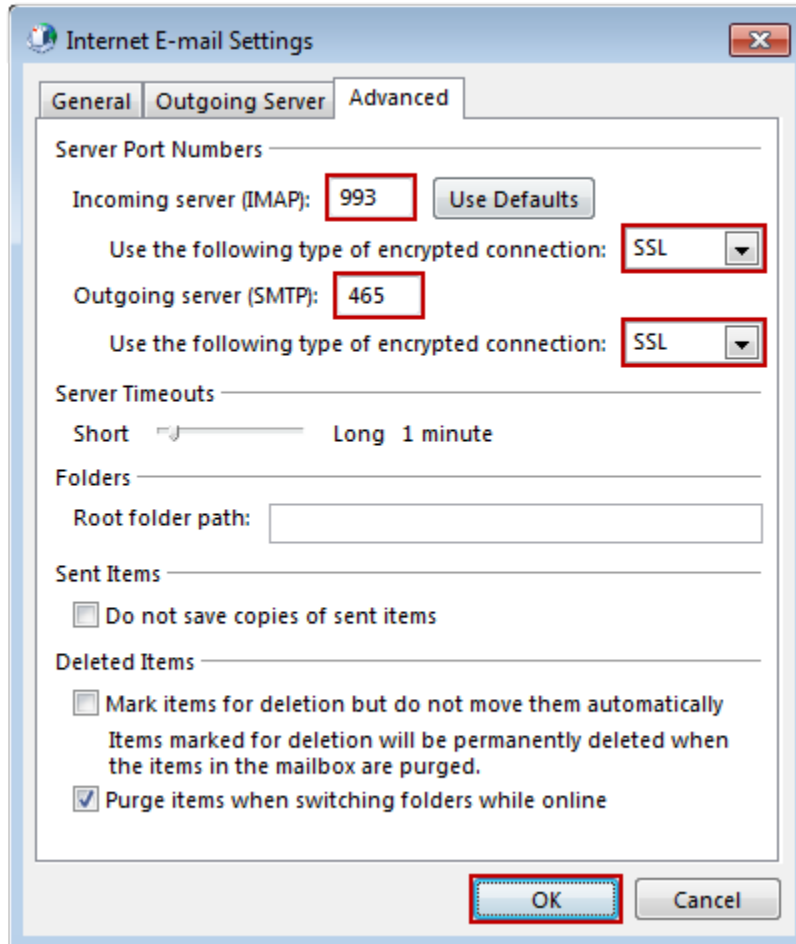 Internet E-mail Settings
General Outgoing Server Advanced
Server Port Numbers
Incoming server (IMAP): 993 Use Defaults
Use the following type of encrypted connection: SSL
Outgoing server (SMTP): 465
Use the following type of encrypted connection: SSL
Server Timeouts
Short Long 1 minute
Folders
Root folder path:
Sent Items
Do not save copies of sent items
Deleted Items
Mark items for deletion but do not move them automatically
Items marked for deletion will be permanently deleted when
the items in the mailbox are purged.
Purge items when switching folders while online
OK Cancel